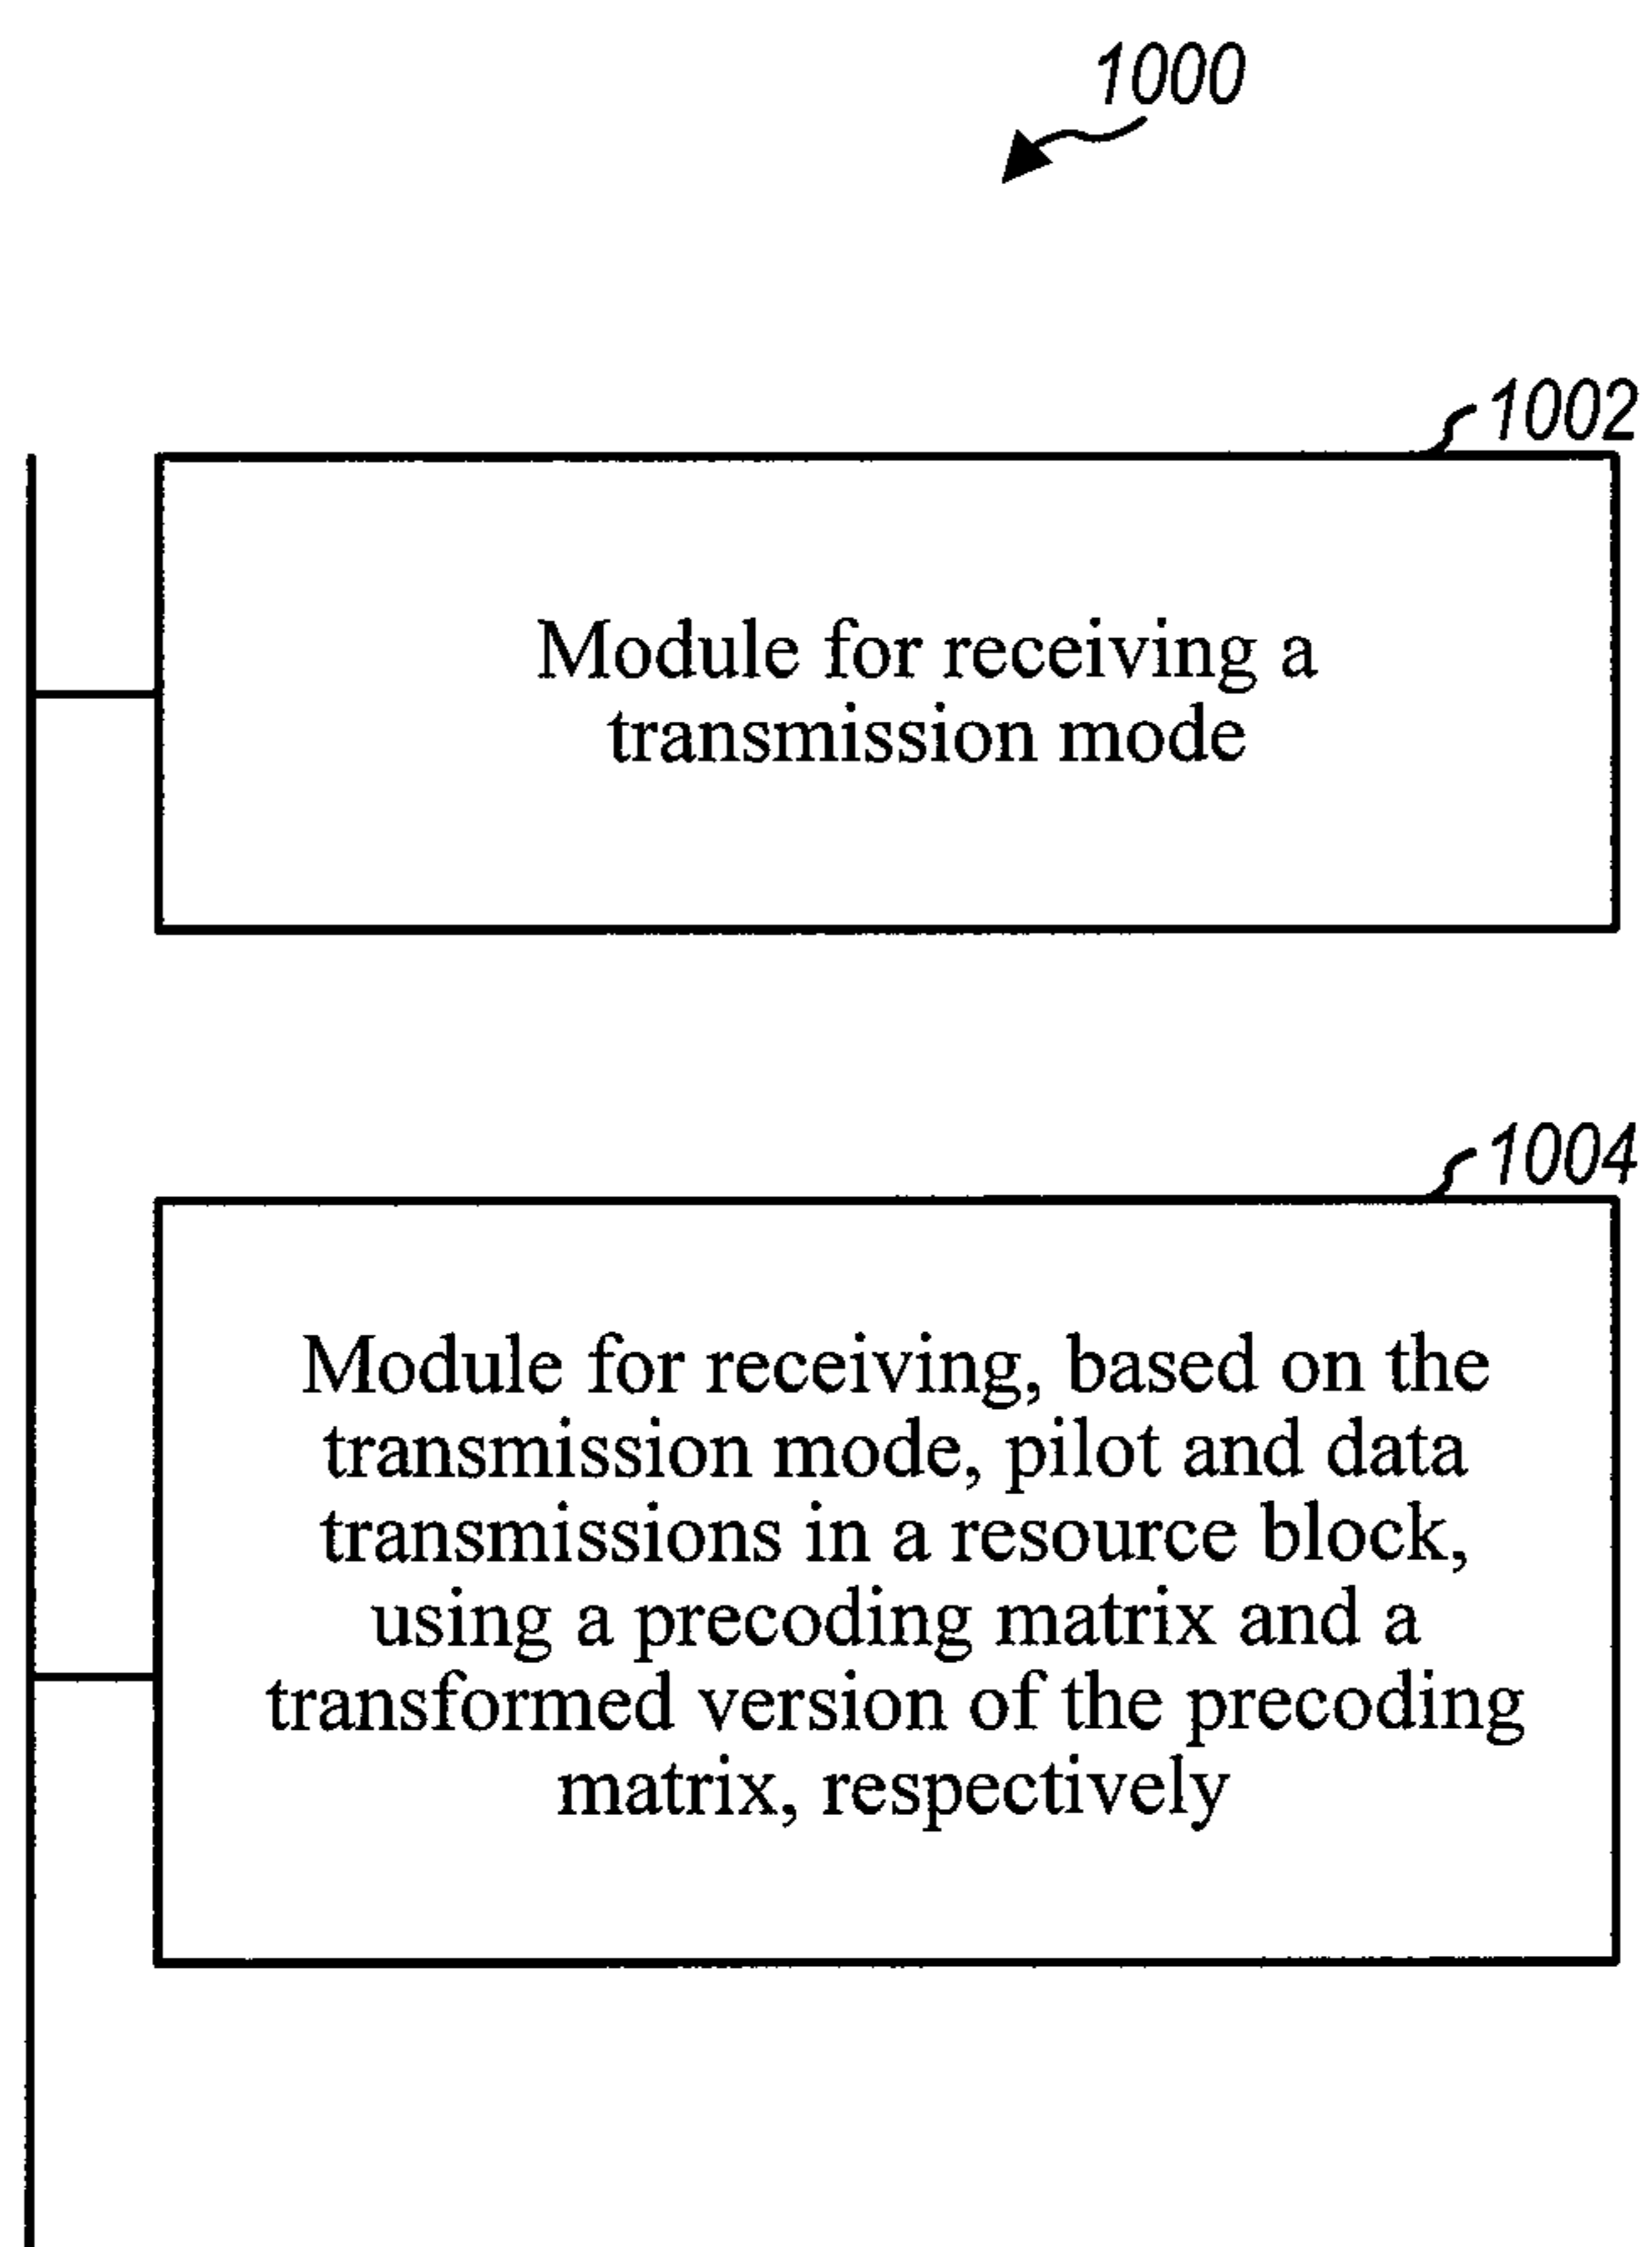 1000
1002
Module for receiving a
transmission mode
1004
Module for receiving, based on the
transmission mode, pilot and data
transmissions in a resource block,
using a precoding matrix and a
transformed version of the precoding
matrix, respectively